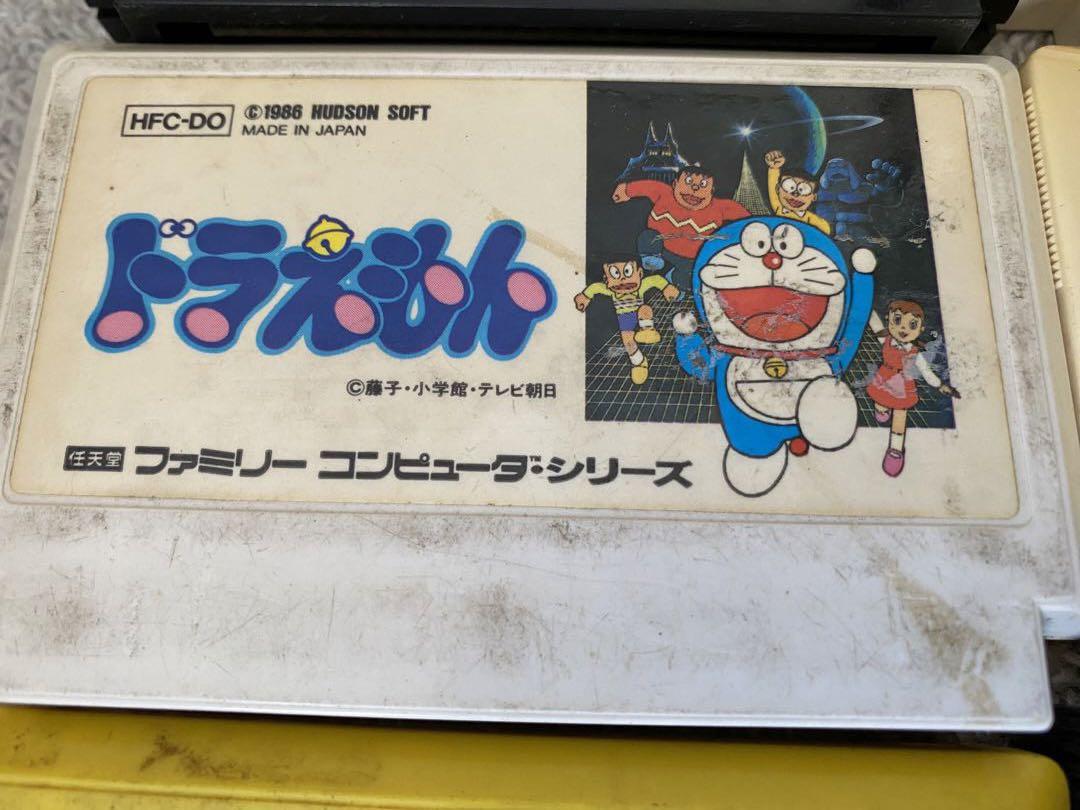 HFC-DO
©1986 HUDSON SOFT
MADE IN JAPAN
ドラえもん
©藤子・小学館・テレビ朝日
任天堂 ファミリー コンピュータ™・シリーズ